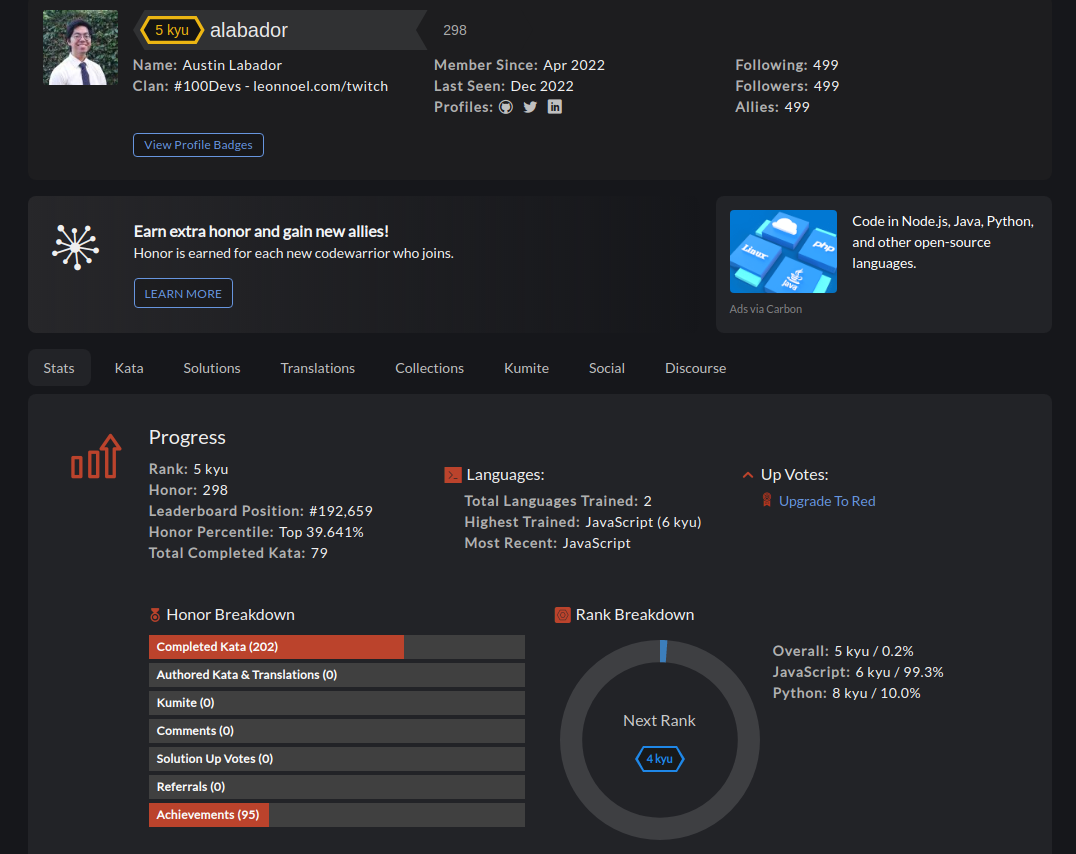 5 kyu alabador 298
Name: Austin Labador
Clan: #100Devs - leonnoel.com/twitch
Member Since: Apr 2022
Last Seen: Dec 2022
Profiles:
in
Following: 499
Followers: 499
Allies: 499
View Profile Badges
Earn extra honor and gain new allies!
Honor is earned for each new codewarrior who joins.
LEARN MORE
Linux
php
java
Code in Node.js, Java, Python,
and other open-source
languages.
Ads via Carbon
Stats Kata Solutions Translations Collections Kumite Social Discourse
Progress
Rank: 5 kyu
Honor: 298
Leaderboard Position: #192,659
Honor Percentile: Top 39.641%
Total Completed Kata: 79
Languages:
Total Languages Trained: 2
Highest Trained: JavaScript (6 kyu)
Most Recent: JavaScript
Up Votes:
Upgrade To Red
Honor Breakdown
Completed Kata (202)
Authored Kata & Translations (0)
Kumite (0)
Comments (0)
Solution Up Votes (0)
Referrals (0)
Achievements (95)
Rank Breakdown
Next Rank
4 kyu
Overall: 5 kyu / 0.2%
JavaScript: 6 kyu / 99.3%
Python: 8 kyu / 10.0%